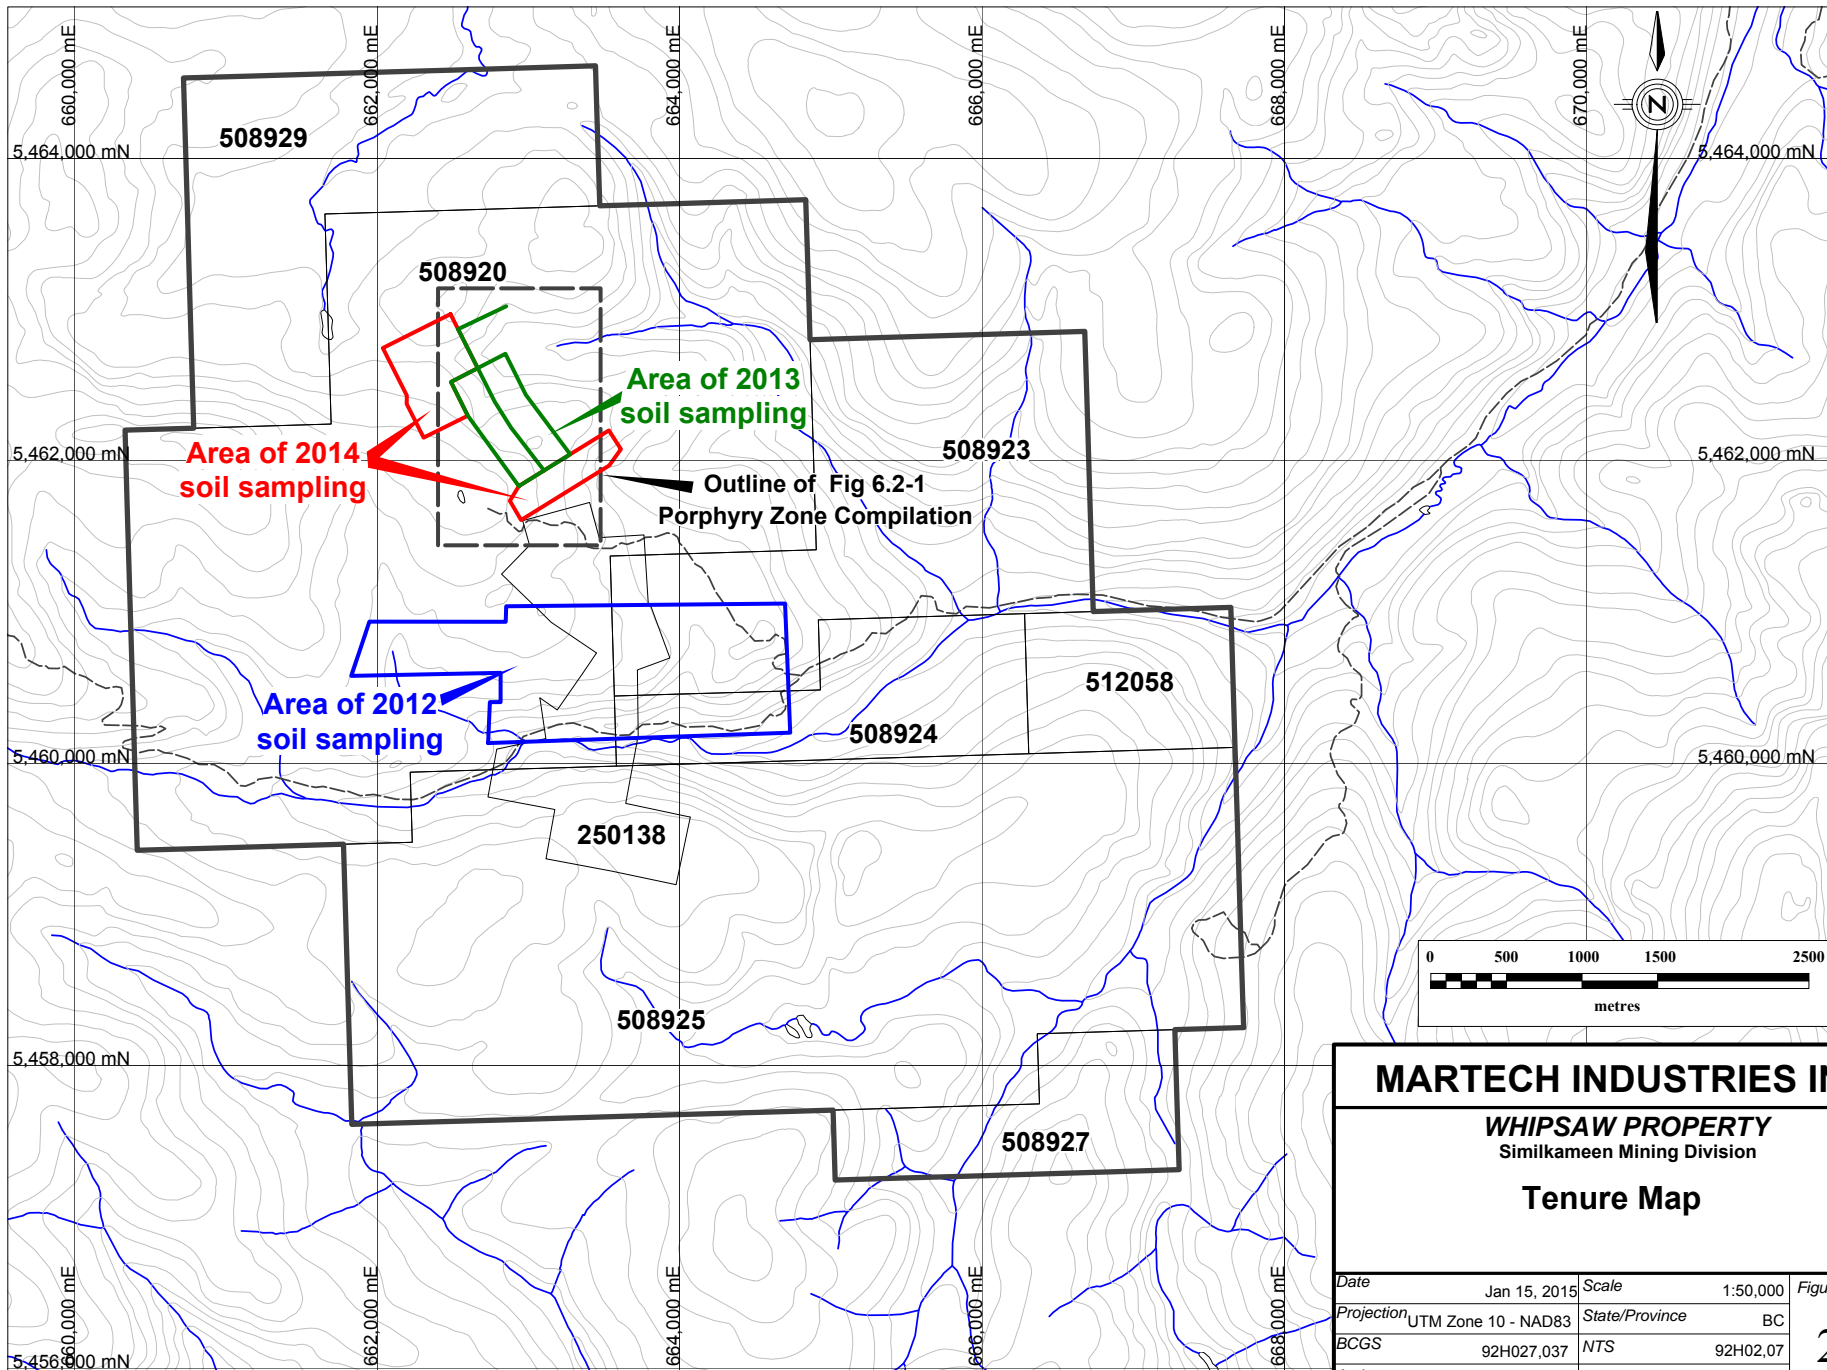 660,000 mE
662,000 mE
664,000 mE
666,000 mE
668,000 mE
670,000 mE
N
508929
5,464,000 mN
5,464,000 mN
508920
Area of 2013
soil sampling
508923
Area of 2014
soil sampling
5,462,000 mN
5,462,000 mN
Outline of Fig 6.2-1
Porphyry Zone Compilation
512058
Area of 2012
soil sampling
508924
5,460,000 mN
5,460,000 mN
250138
0 500 1000 1500 2500
metres
508925
5,458,000 mN
508927
MARTECH INDUSTRIES
WHIPSAW PROPERTY
Similkameen Mining Division
Tenure Map
Date Jan 15, 2015 Scale 1:50,000
Projection UTM Zone 10 - NAD83 State/Province BC
BCGS 92H027,037 NTS 92H02,07
2
660,000 mE
662,000 mE
664,000 mE
666,000 mE
668,000 mE
5,456,000 mN